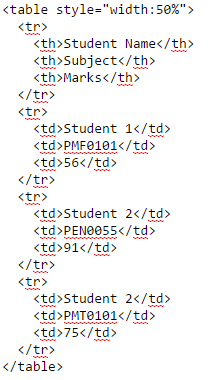 <table style="width:50%">
  <tr>
    <th>Student Name</th>
    <th>Subject</th>
    <th>Marks</th>
  </tr>
  <tr>
    <td>Student 1</td>
    <td>PMF0101</td>
    <td>56</td>
  </tr>
  <tr>
    <td>Student 2</td>
    <td>PEN0055</td>
    <td>91</td>
  </tr>
  <tr>
    <td>Student 2</td>
    <td>PMT0101</td>
    <td>75</td>
  </tr>
</table>